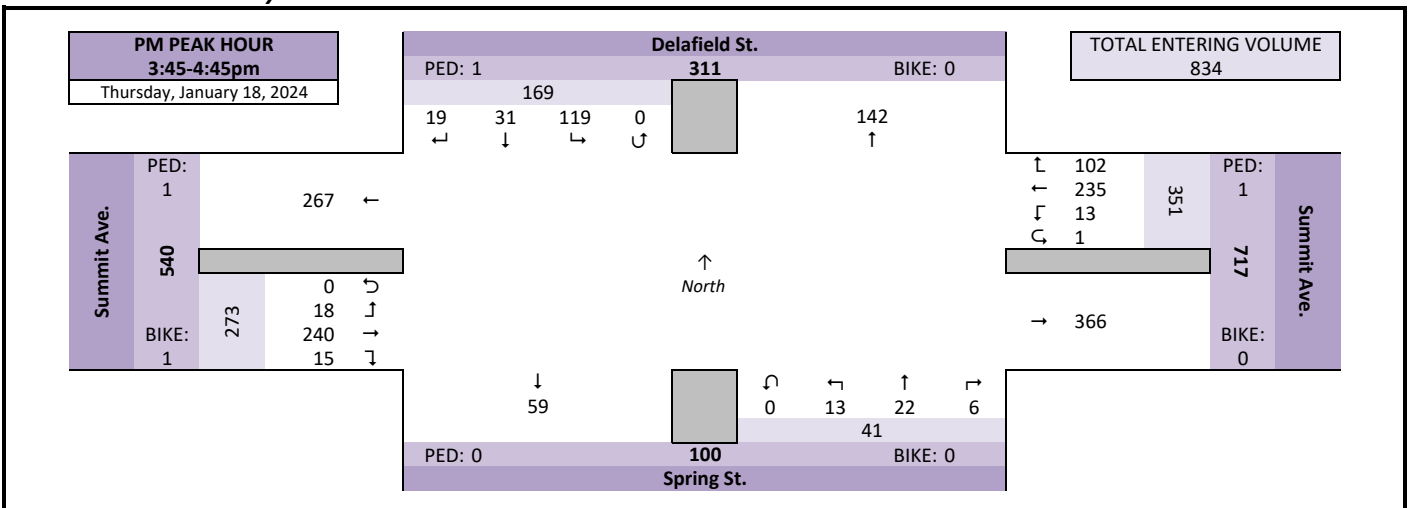 PM PEAK HOUR
3:45-4:45pm
Thursday, January 18, 2024
Delafield St.
PED: 1 311 BIKE: 0
169
19 31 119 0
↵ ↓ ↳ ↺
142
↑
TOTAL ENTERING VOLUME
834
Summit Ave.
PED:
1
540
BIKE:
1
267 ←
273
0 ⮌
18 ↰
240 →
15 ↴
↑
North
↱ 102
← 235
↲ 13
⮎ 1
351
→ 366
PED:
1
717
BIKE:
0
Summit Ave.
↓
59
↶ ↰ ↑ ↱
0 13 22 6
41
PED: 0 100 BIKE: 0
Spring St.